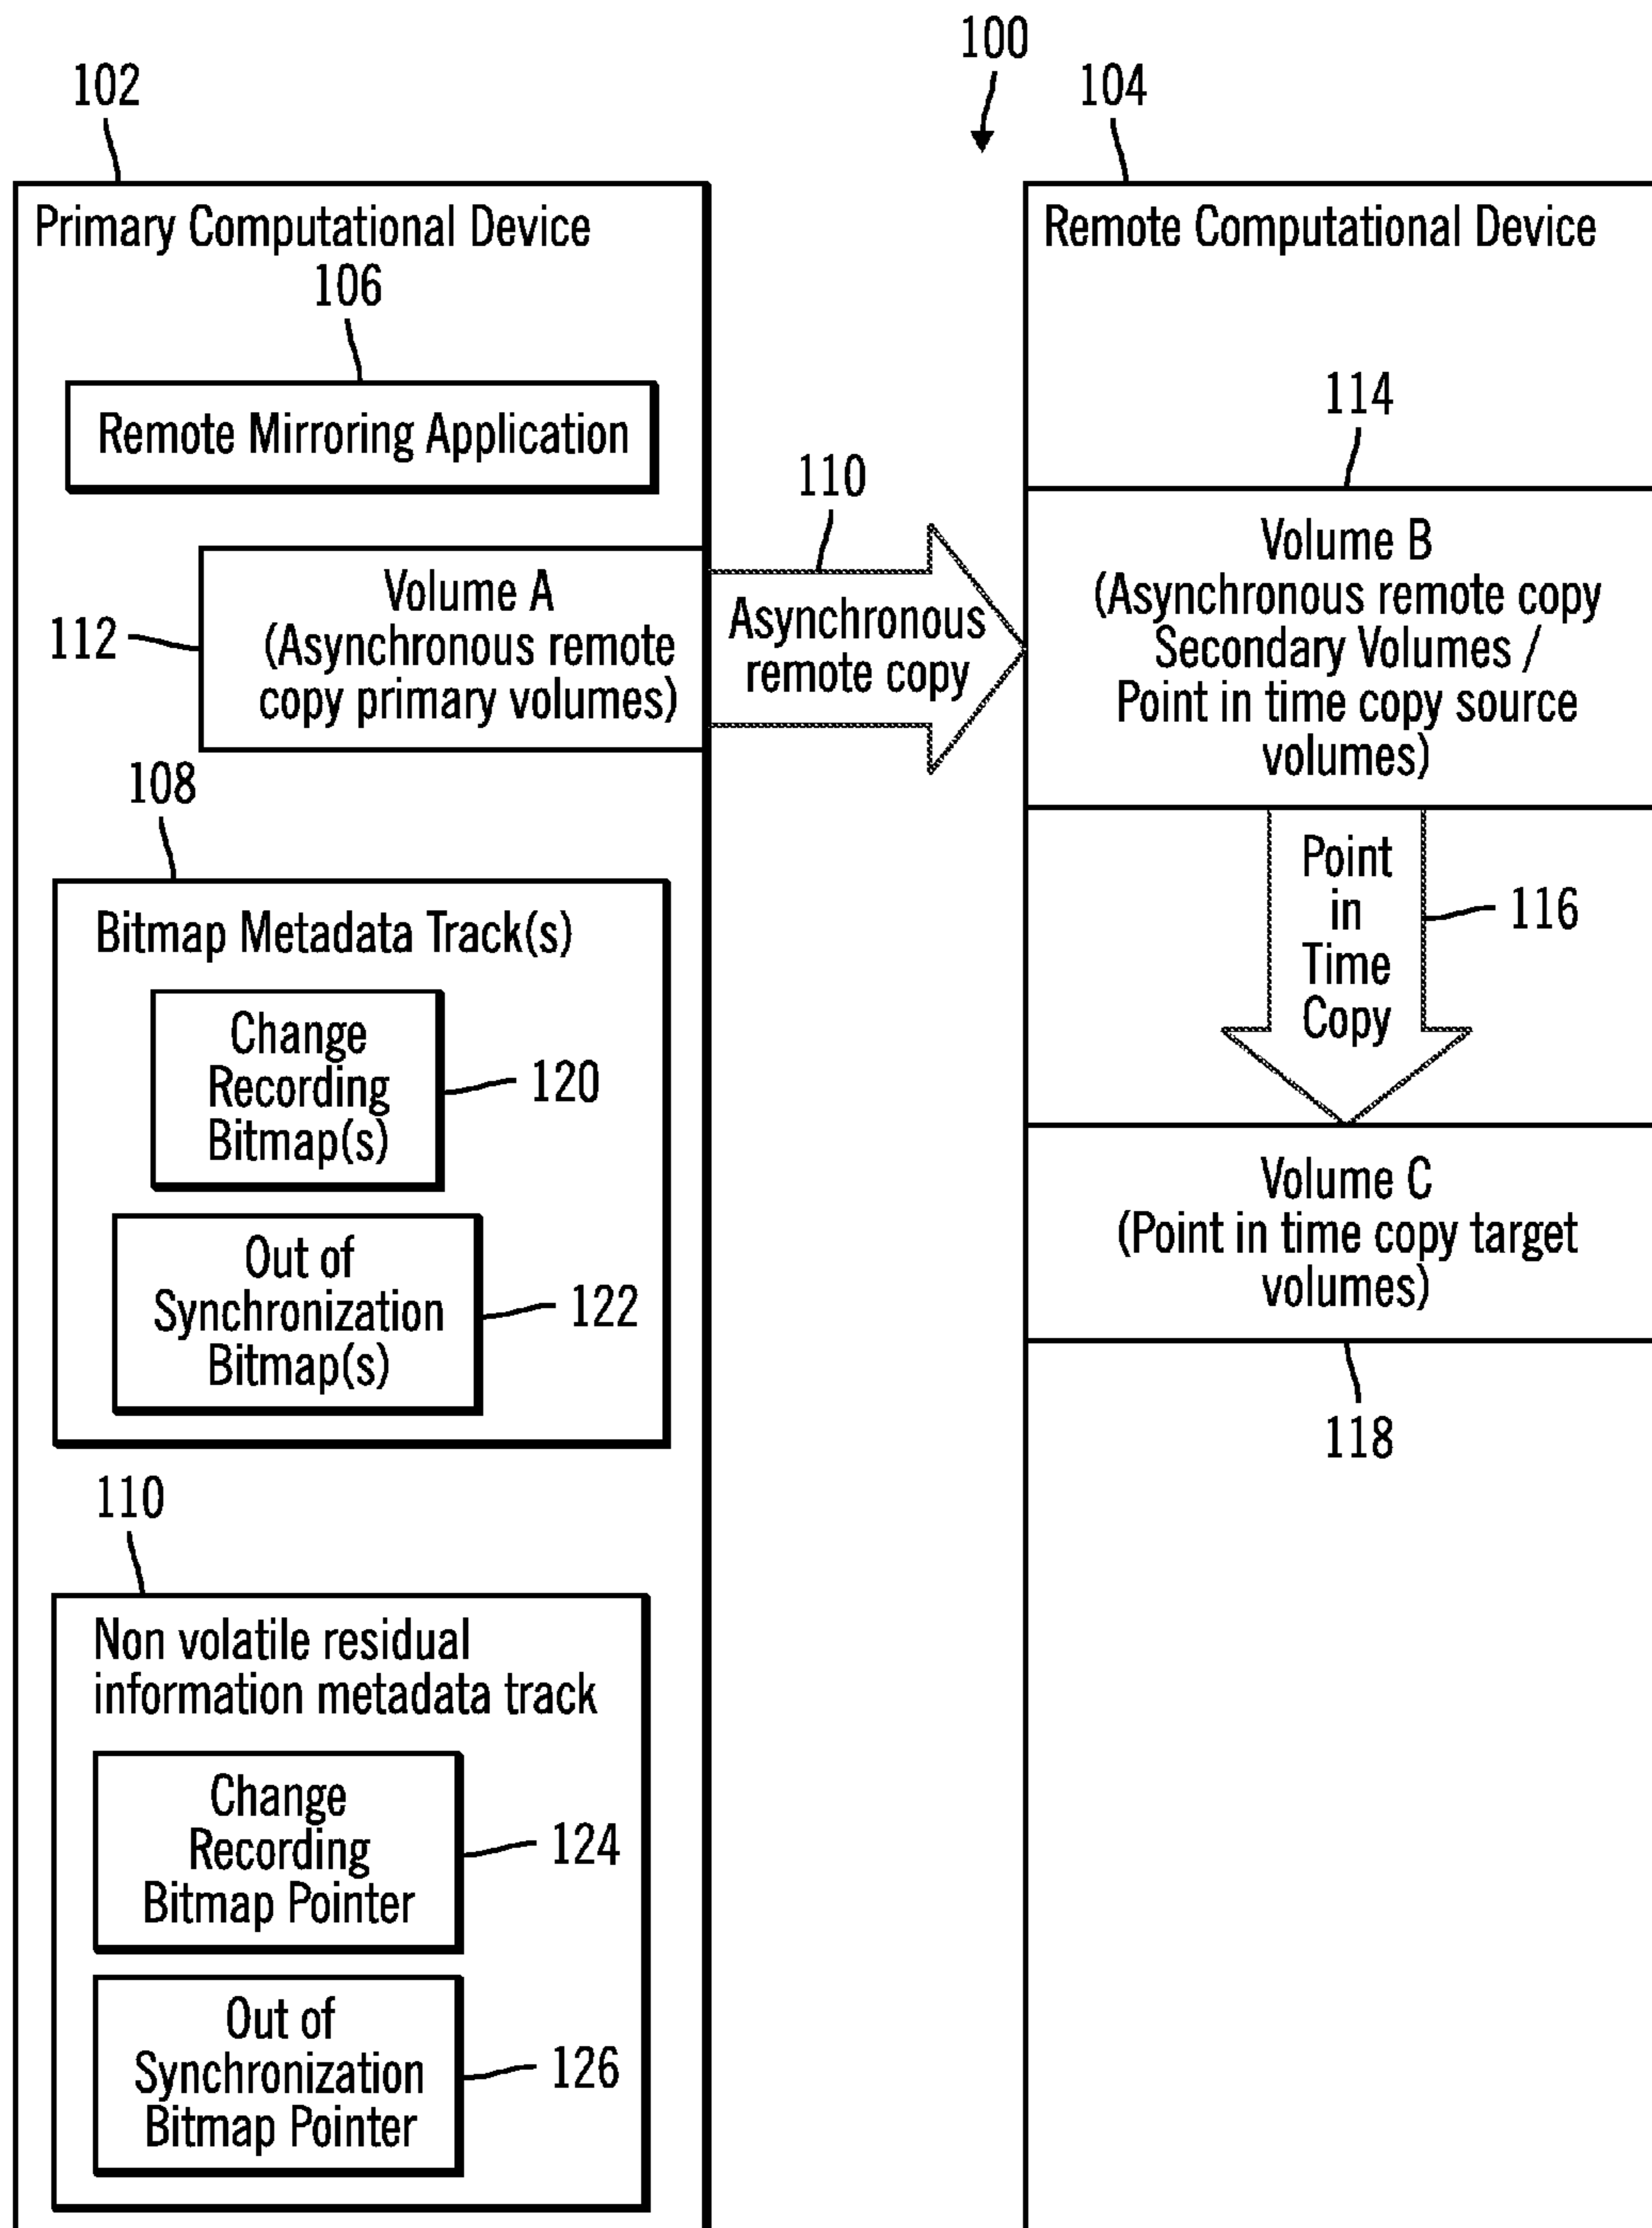 100
102
104
Primary Computational Device
106
Remote Mirroring Application
Volume A
(Asynchronous remote
copy primary volumes)
112
108
Bitmap Metadata Track(s)
Change
Recording
Bitmap(s)
120
Out of
Synchronization
Bitmap(s)
122
110
Non volatile residual
information metadata track
Change
Recording
Bitmap Pointer
124
Out of
Synchronization
Bitmap Pointer
126
110
Asynchronous
remote copy
Remote Computational Device
114
Volume B
(Asynchronous remote copy
Secondary Volumes /
Point in time copy source
volumes)
Point
in
Time
Copy
116
Volume C
(Point in time copy target
volumes)
118